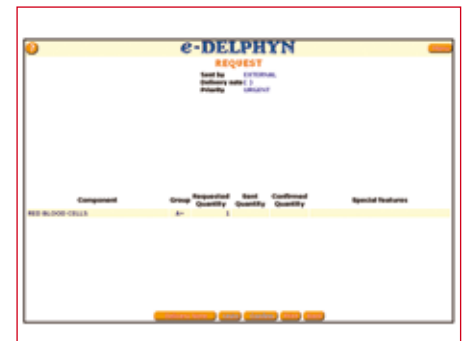 e-DELPHYN
REQUEST
Sent by EXTERNAL
Delivery note ( )
Priority URGENT
Component Group Requested Quantity Sent Quantity Confirmed Quantity Special features
RED BLOOD CELLS 1